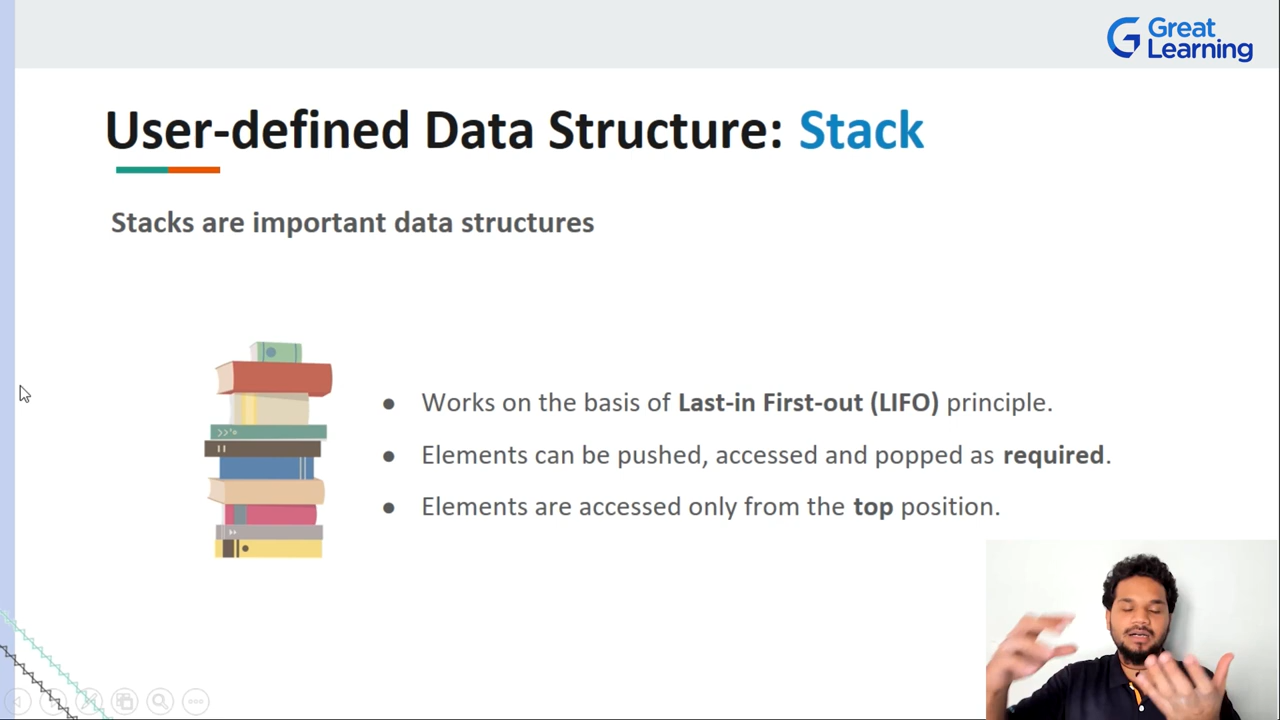 Great
Learning
User-defined Data Structure: Stack
Stacks are important data structures
● Works on the basis of Last-in First-out (LIFO) principle.
● Elements can be pushed, accessed and popped as required.
● Elements are accessed only from the top position.